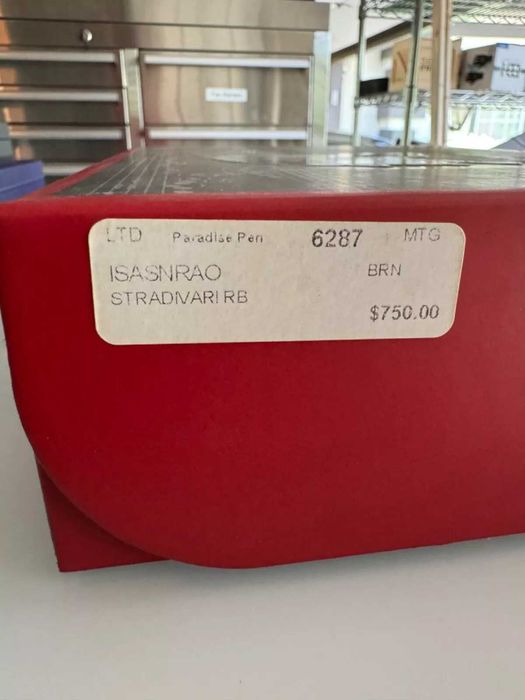 LTD Paradise Pen 6287 MTG
ISASNRAO BRN
STRADIVARI RB
$750.00